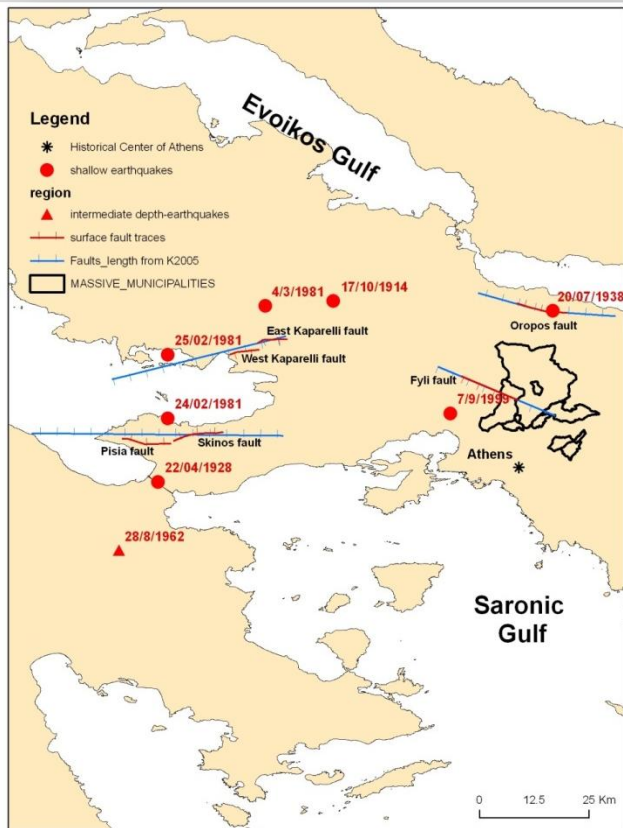 Evoikos Gulf
Legend
Historical Center of Athens
shallow earthquakes
region
intermediate depth-earthquakes
surface fault traces
Faults_length from K2005
MASSIVE_MUNICIPALITIES
4/3/1981
17/10/1914
20/07/1938
Oropos fault
East Kaparelli fault
25/02/1981
West Kaparelli fault
Fyli fault
7/9/1999
24/02/1981
Skinos fault
Pisia fault
Athens
22/04/1928
28/8/1962
Saronic
Gulf
0 12.5 25 Km